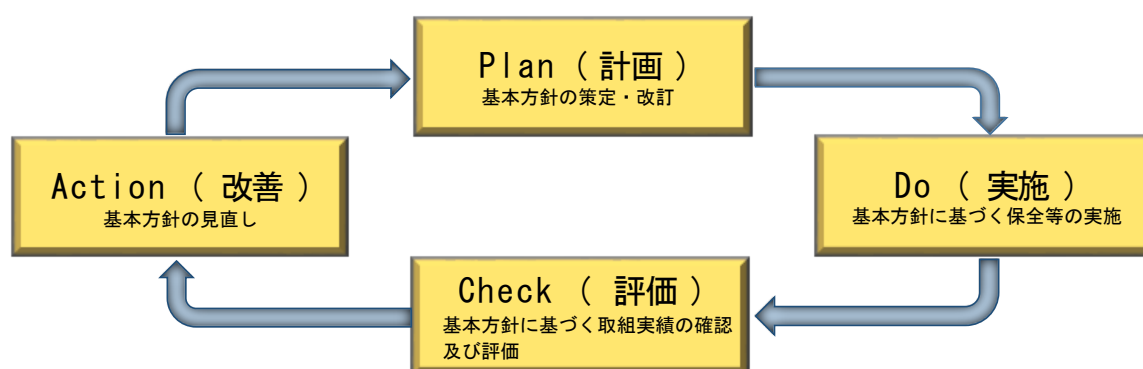 Plan （ 計画 ）
基本方針の策定・改訂
Action （ 改善 ）
基本方針の見直し
Do （ 実施 ）
基本方針に基づく保全等の実施
Check （ 評価 ）
基本方針に基づく取組実績の確認
及び評価